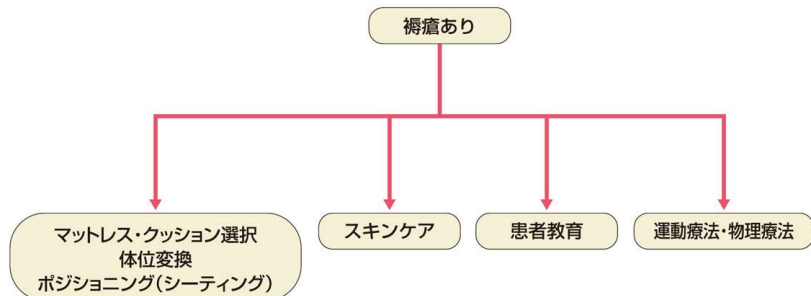 褥瘡あり
マットレス・クッション選択
体位変換
ポジショニング(シーティング)
スキンケア
患者教育
運動療法・物理療法